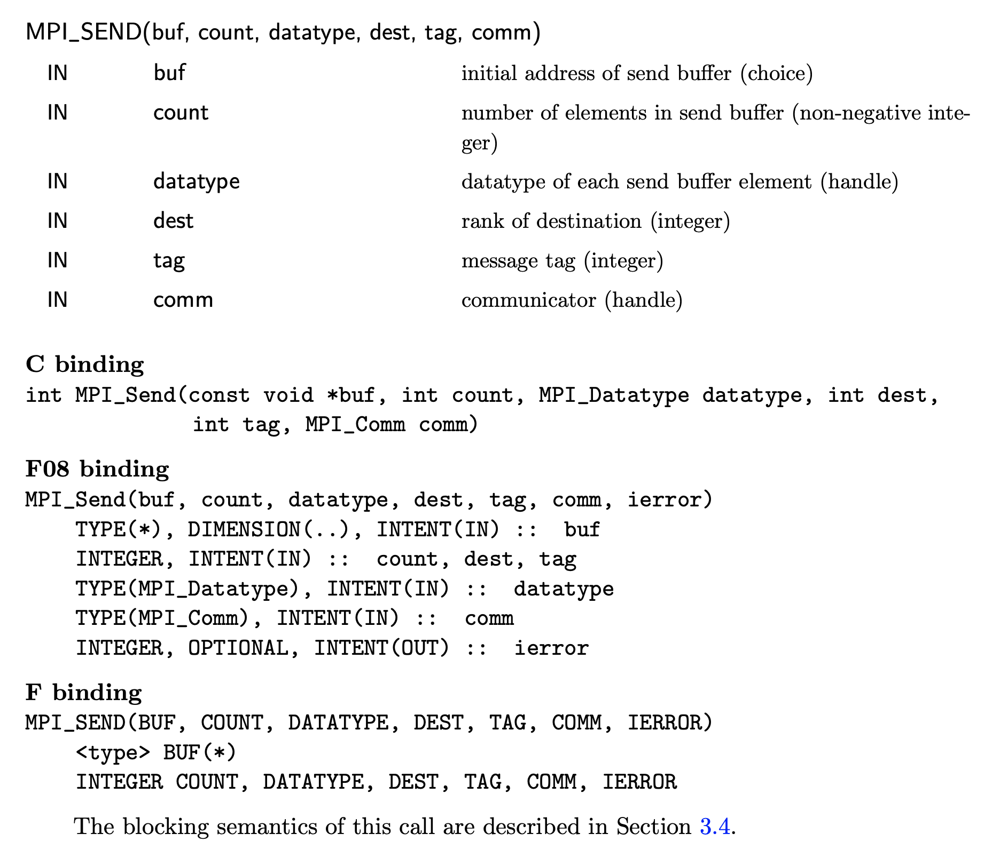 MPI_SEND(buf, count, datatype, dest, tag, comm)
IN buf initial address of send buffer (choice)
IN count number of elements in send buffer (non-negative inte-
ger)
IN datatype datatype of each send buffer element (handle)
IN dest rank of destination (integer)
IN tag message tag (integer)
IN comm communicator (handle)
C binding
int MPI_Send(const void *buf, int count, MPI_Datatype datatype, int dest,
int tag, MPI_Comm comm)
F08 binding
MPI_Send(buf, count, datatype, dest, tag, comm, ierror)
TYPE(*), DIMENSION(..), INTENT(IN) :: buf
INTEGER, INTENT(IN) :: count, dest, tag
TYPE(MPI_Datatype), INTENT(IN) :: datatype
TYPE(MPI_Comm), INTENT(IN) :: comm
INTEGER, OPTIONAL, INTENT(OUT) :: ierror
F binding
MPI_SEND(BUF, COUNT, DATATYPE, DEST, TAG, COMM, IERROR)
<type> BUF(*)
INTEGER COUNT, DATATYPE, DEST, TAG, COMM, IERROR
The blocking semantics of this call are described in Section 3.4.